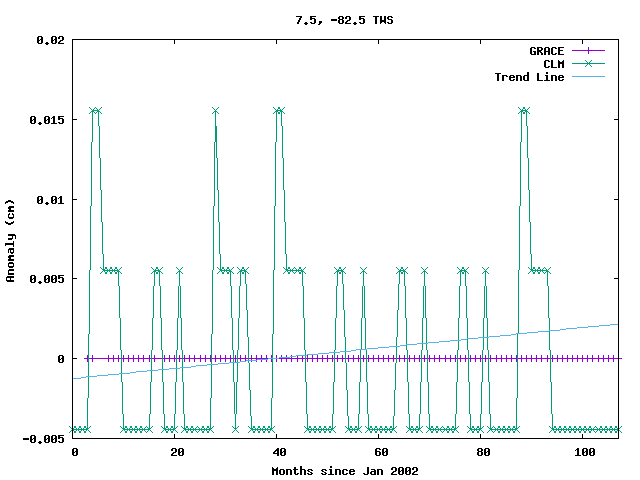 7.5, -82.5 TWS
GRACE
CLM
Trend Line
0.02
0.015
0.01
0.005
0
-0.005
Anomaly (cm)
0 20 40 60 80 100
Months since Jan 2002